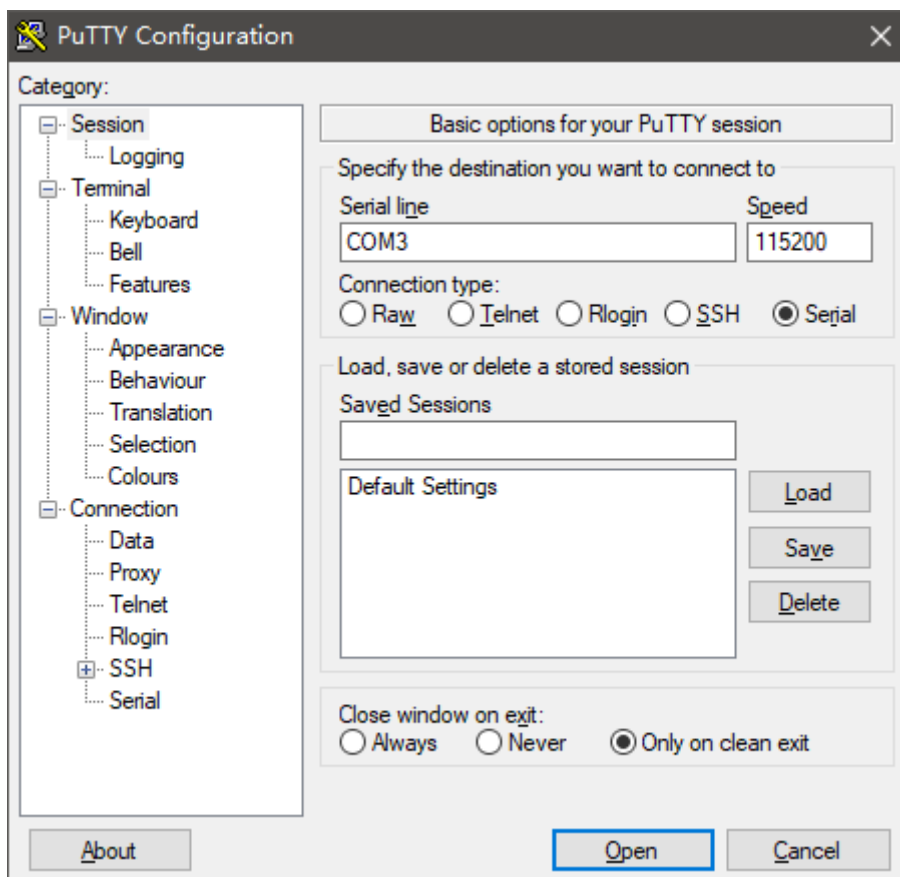 PuTTY Configuration
Category:
Session
Logging
Terminal
Keyboard
Bell
Features
Window
Appearance
Behaviour
Translation
Selection
Colours
Connection
Data
Proxy
Telnet
Rlogin
SSH
Serial
Basic options for your PuTTY session
Specify the destination you want to connect to
Serial line Speed
COM3 115200
Connection type:
Raw Telnet Rlogin SSH Serial
Load, save or delete a stored session
Saved Sessions
Default Settings
Load
Save
Delete
Close window on exit:
Always Never Only on clean exit
About Open Cancel